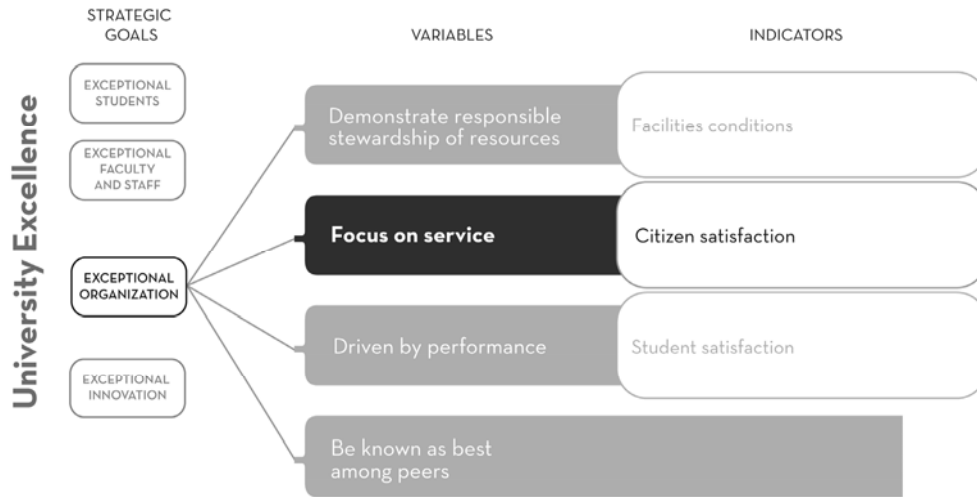 STRATEGIC
GOALS
VARIABLES
INDICATORS
University Excellence
EXCEPTIONAL
STUDENTS
EXCEPTIONAL
FACULTY
AND STAFF
EXCEPTIONAL
ORGANIZATION
EXCEPTIONAL
INNOVATION
Demonstrate responsible
stewardship of resources
Facilities conditions
Focus on service
Citizen satisfaction
Driven by performance
Student satisfaction
Be known as best
among peers